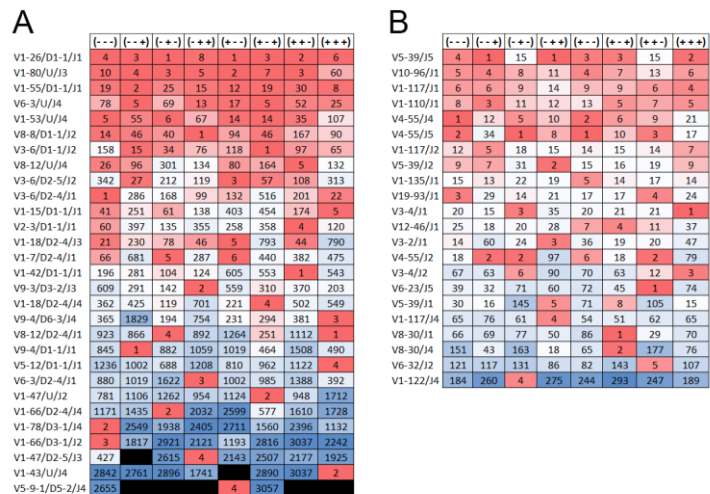 A
(- - -) (- - +) (- + -) (- + +) (+ - -) (+ - +) (+ + -) (+ + +)
V1-26/D1-1/J1 4 3 1 8 1 3 2 6
V1-80/U/J3 10 4 3 5 2 7 3 60
V1-55/D1-1/J1 19 2 25 15 12 19 30 8
V6-3/U/J4 78 5 69 13 17 5 52 25
V1-53/U/J4 5 55 6 67 14 14 35 107
V8-8/D1-1/J2 14 46 40 1 94 46 167 90
V3-6/D1-1/J2 158 15 34 76 118 1 97 65
V8-12/U/J4 26 96 301 134 80 164 5 132
V3-6/D2-5/J2 342 27 212 119 3 57 108 313
V3-6/D2-4/J1 1 286 168 99 132 516 201 22
V1-15/D1-1/J1 41 251 61 138 403 454 174 5
V2-3/D1-1/J1 60 397 135 355 258 358 4 120
V1-18/D2-4/J3 21 230 78 46 5 793 44 790
V1-7/D2-4/J1 66 681 5 287 6 440 382 475
V1-42/D1-1/J1 196 281 104 124 605 553 1 543
V9-3/D3-2/J3 609 291 142 2 559 310 370 203
V1-18/D2-4/J4 362 425 119 701 221 4 502 549
V9-4/D6-3/J4 365 1829 194 754 231 294 381 3
V8-12/D2-4/J1 923 866 4 892 1264 251 1112 1
V9-4/D1-1/J1 845 1 882 1059 1019 464 1508 490
V5-12/D1-1/J1 1236 1002 688 1208 810 962 1122 4
V6-3/D2-4/J1 880 1019 1622 3 1002 985 1388 392
V1-47/U/J2 781 1106 1262 954 1124 2 948 1712
V1-66/D2-4/J4 1171 1435 2 2032 2599 577 1610 1728
V1-78/D3-1/J4 2 2549 1938 2405 2711 1560 2396 1132
V1-66/D3-1/J2 3 1817 2921 2121 1193 2816 3037 2242
V1-47/D2-5/J3 427 2615 4 2143 2507 2177 1925
V1-43/U/J4 2842 2761 2896 1741 2890 3037 2
V5-9-1/D5-2/J4 2655 4 3057
B
(- - -) (- - +) (- + -) (- + +) (+ - -) (+ - +) (+ + -) (+ + +)
V5-39/J5 4 1 15 1 3 3 15 2
V10-96/J1 5 4 8 11 4 7 13 6
V1-117/J1 6 6 9 14 9 9 6 4
V1-110/J1 8 3 11 12 13 5 7 5
V4-55/J4 1 12 5 10 2 6 9 21
V4-55/J5 2 34 1 8 1 10 3 17
V1-117/J2 12 5 18 15 14 15 14 7
V5-39/J2 9 7 31 2 15 16 19 9
V1-135/J1 15 13 22 19 5 14 17 14
V19-93/J1 3 29 14 21 17 17 4 24
V3-4/J1 20 15 3 35 20 21 21 1
V12-46/J1 25 18 20 28 7 4 11 37
V3-2/J1 14 60 24 3 36 19 20 47
V4-55/J2 18 2 2 97 6 18 2 79
V3-4/J2 67 63 6 90 70 63 12 3
V6-23/J5 39 32 71 60 72 45 1 74
V5-39/J1 30 16 145 5 71 8 105 15
V1-117/J4 65 76 61 4 54 51 62 65
V8-30/J1 66 69 77 50 86 1 29 70
V8-30/J4 151 43 163 18 65 2 177 76
V6-32/J2 121 117 131 86 82 143 5 107
V1-122/J4 184 260 4 275 244 293 247 189